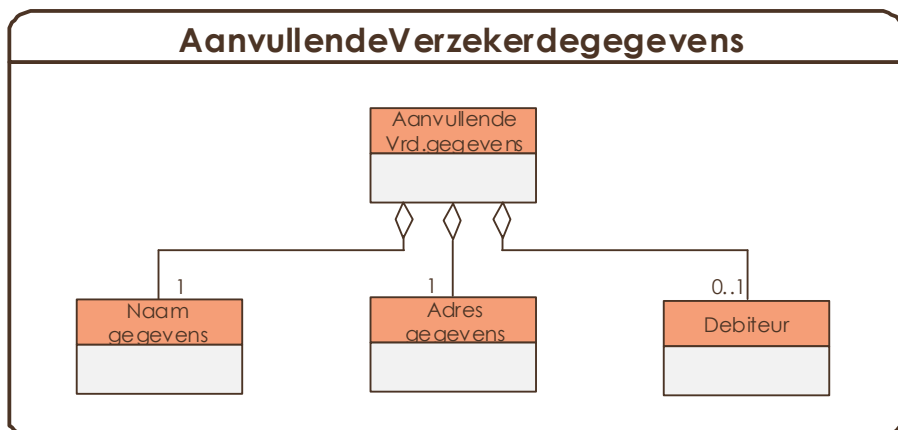 AanvullendeVerzekerdegegevens
Aanvullende
Vrd.gegevens
1
1
0..1
Naam
gegevens
Adres
gegevens
Debiteur